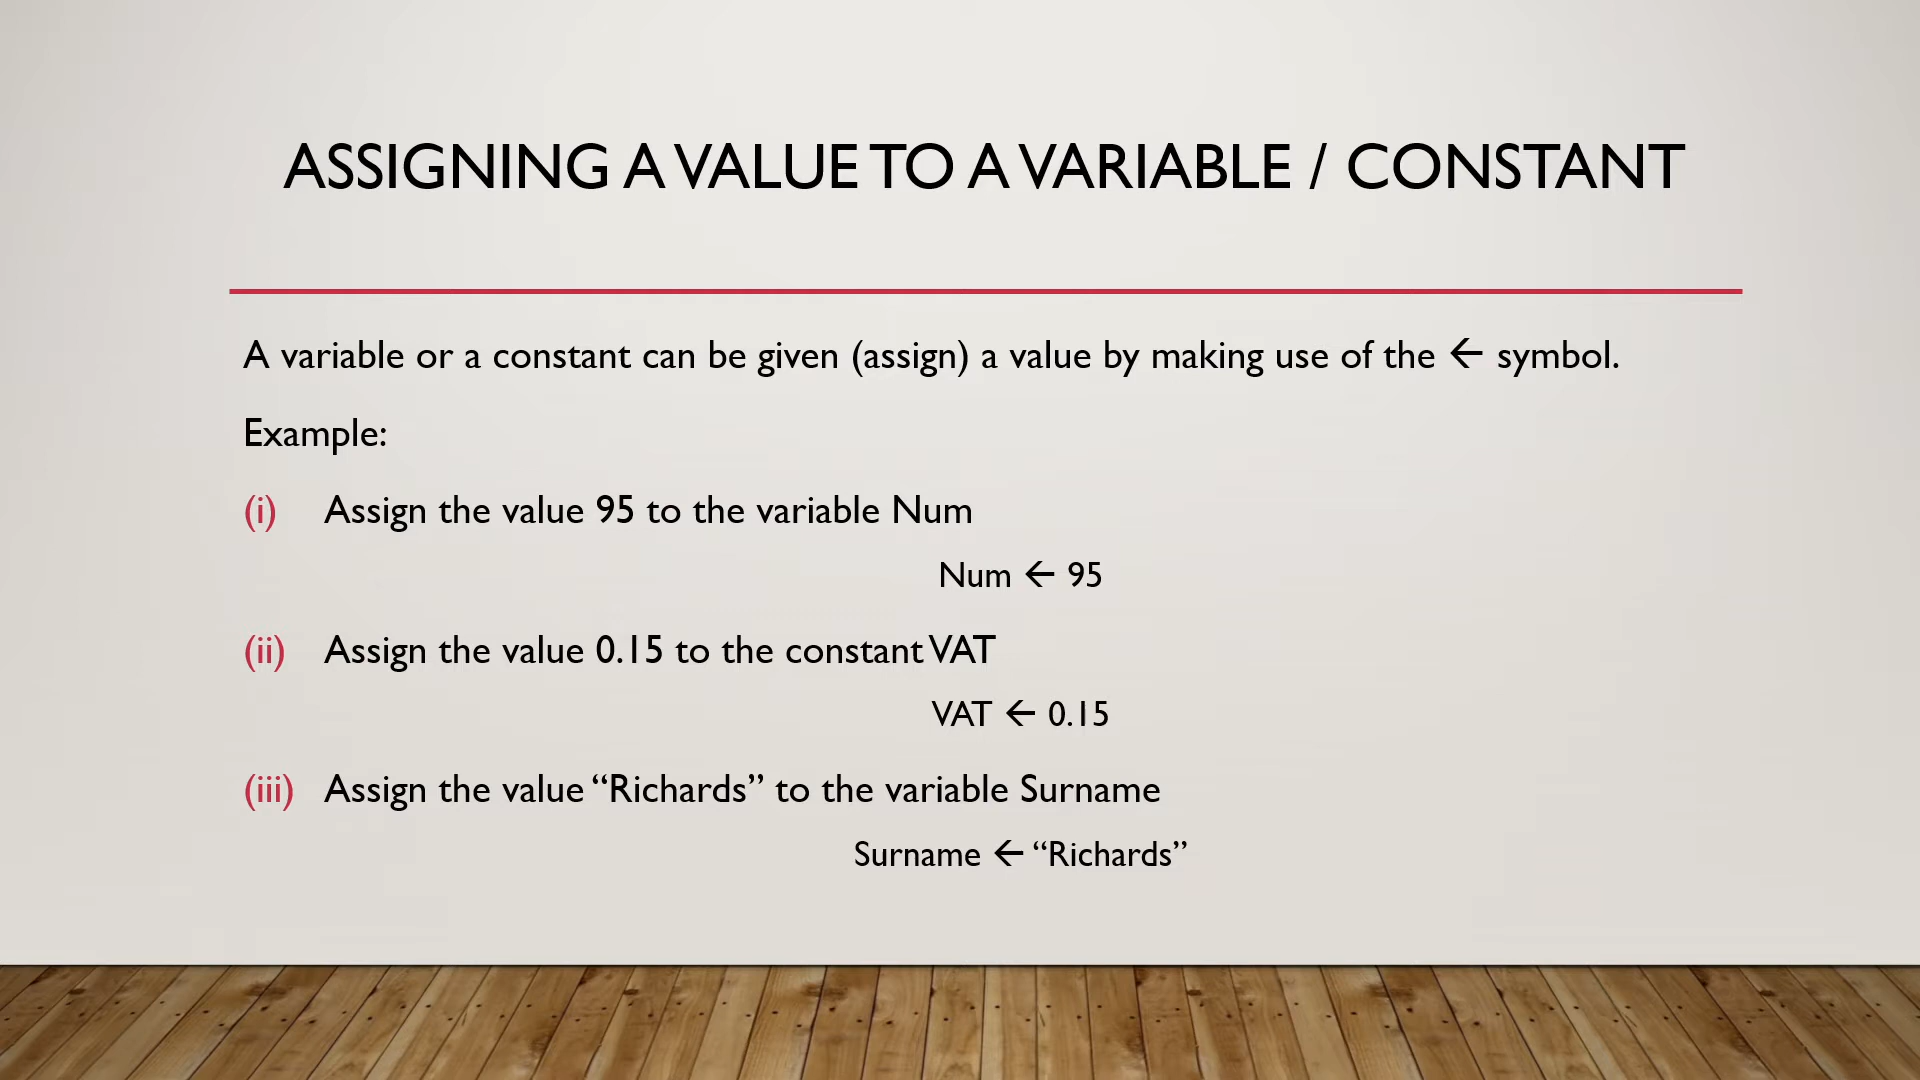 ASSIGNING A VALUE TO A VARIABLE / CONSTANT
A variable or a constant can be given (assign) a value by making use of the ← symbol.
Example:
(i) Assign the value 95 to the variable Num
Num ← 95
(ii) Assign the value 0.15 to the constant VAT
VAT ← 0.15
(iii) Assign the value “Richards” to the variable Surname
Surname ← “Richards”